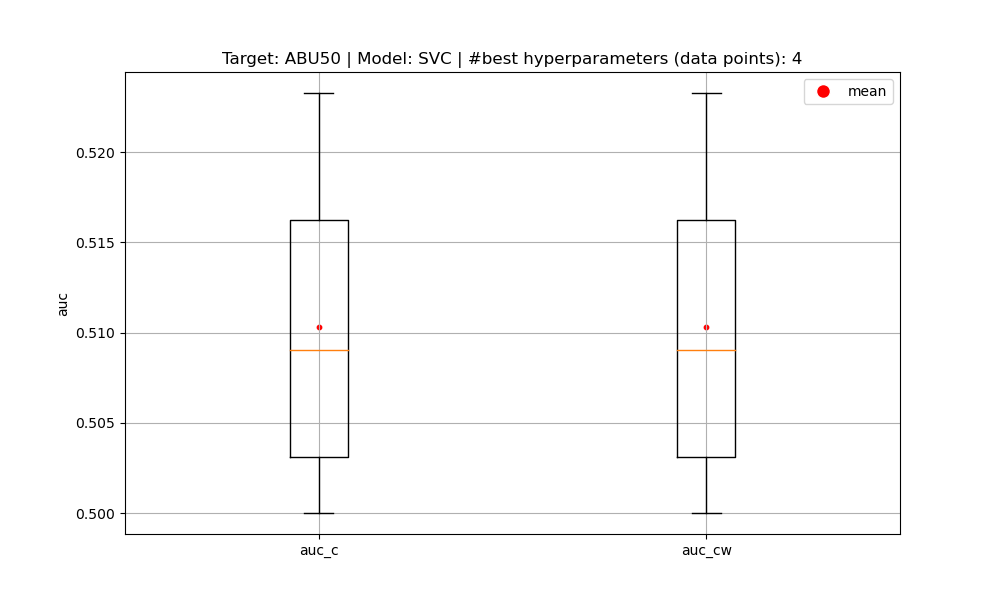 Target: ABU50 | Model: SVC | #best hyperparameters (data points): 4
mean
0.520
0.515
0.510
0.505
0.500
auc
auc_c
auc_cw